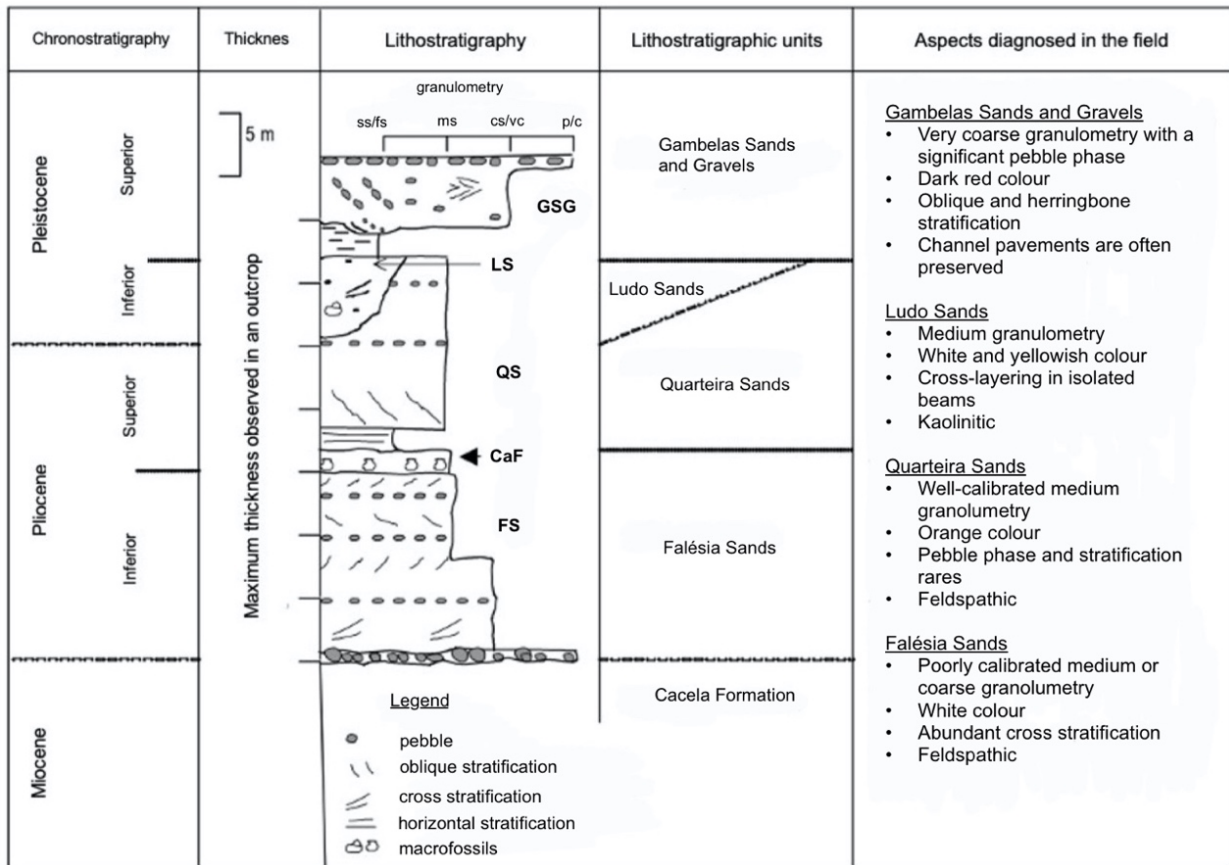 Chronostratigraphy
Thicknes
Lithostratigraphy
Lithostratigraphic units
Aspects diagnosed in the field
Pleistocene
Superior
Inferior
Pliocene
Superior
Inferior
Miocene
5 m
Maximum thickness observed in an outcrop
granulometry
ss/fs
ms
cs/vc
p/c
GSG
LS
QS
CaF
FS
Legend
pebble
oblique stratification
cross stratification
horizontal stratification
macrofossils
Gambelas Sands
and Gravels
Ludo Sands
Quarteira Sands
Falésia Sands
Cacela Formation
Gambelas Sands and Gravels
• Very coarse granulometry with a
significant pebble phase
• Dark red colour
• Oblique and herringbone
stratification
• Channel pavements are often
preserved
Ludo Sands
• Medium granulometry
• White and yellowish colour
• Cross-layering in isolated
beams
• Kaolinitic
Quarteira Sands
• Well-calibrated medium
granolumetry
• Orange colour
• Pebble phase and stratification
rares
• Feldspathic
Falésia Sands
• Poorly calibrated medium or
coarse granolumetry
• White colour
• Abundant cross stratification
• Feldspathic